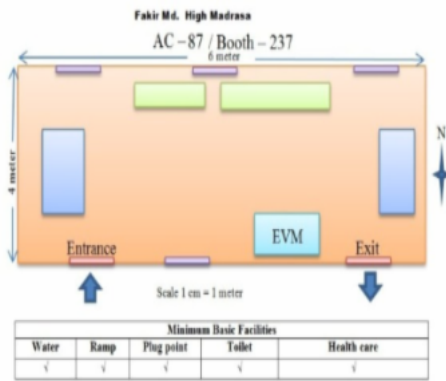 Fakir Md. High Madrasa
AC – 87 / Booth – 237
6 meter
4 meter
N
Entrance
EVM
Exit
Scale 1 cm = 1 meter
Minimum Basic Facilities
Water Ramp Plug point Toilet Health care
√ √ √ √ √